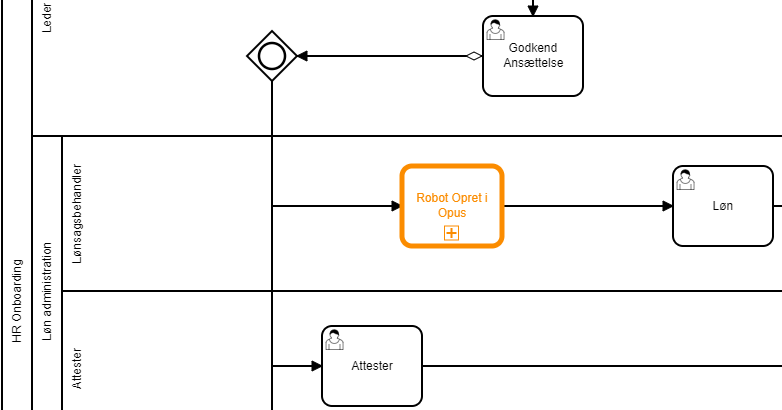 Leder
Godkend
Ansættelse
HR Onboarding
Løn administration
Lønsagsbehandler
Robot Opret i
Opus
Løn
Attester
Attester